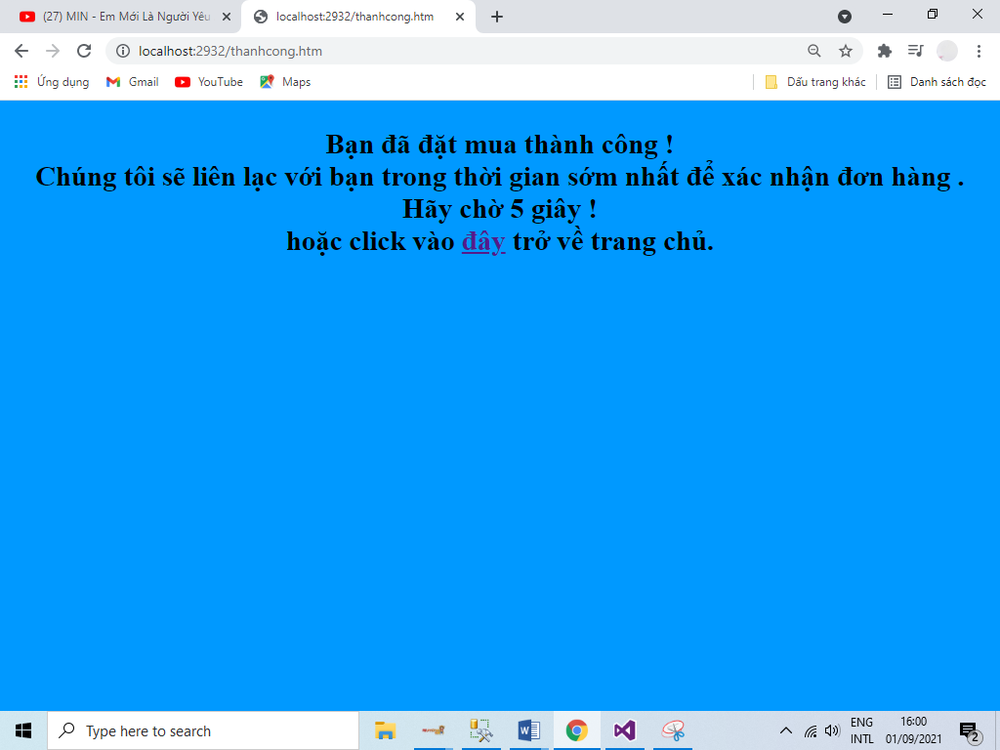 (27) MIN - Em Mới Là Người Yêu
localhost:2932/thanhcong.htm
localhost:2932/thanhcong.htm
Ứng dụng
Gmail
YouTube
Maps
Dấu trang khác
Danh sách đọc
Bạn đã đặt mua thành công !
Chúng tôi sẽ liên lạc với bạn trong thời gian sớm nhất để xác nhận đơn hàng .
Hãy chờ 5 giây !
hoặc click vào đây trở về trang chủ.
Type here to search
ENG
INTL
16:00
01/09/2021
2